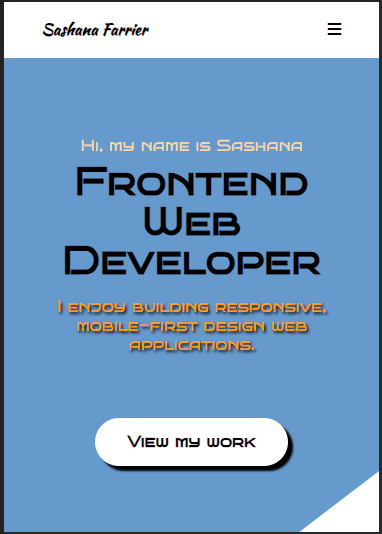 Sashana Farrier
Hi, my name is Sashana
Frontend
Web
Developer
I enjoy building responsive,
mobile-first design web
applications.
View my work